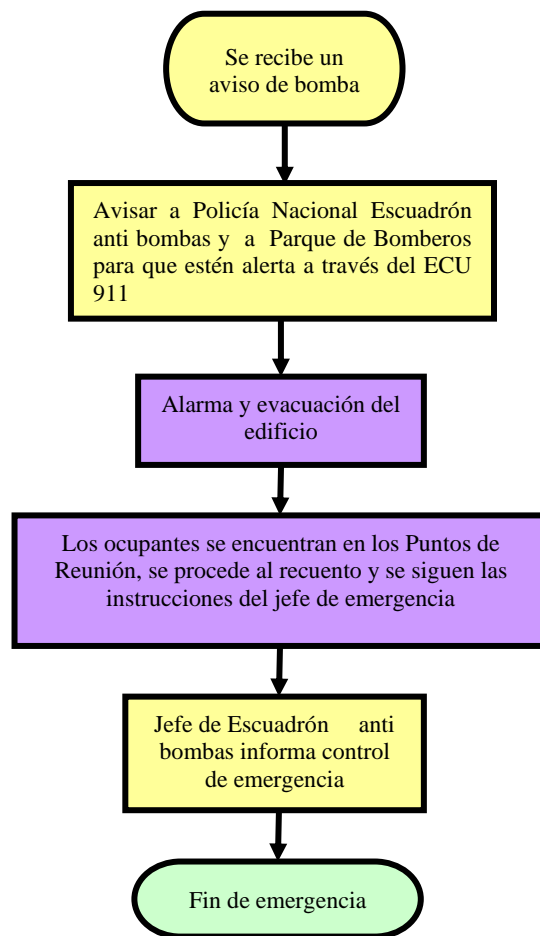 Se recibe un
aviso de bomba
Avisar a Policía Nacional Escuadrón
anti bombas y a Parque de Bomberos
para que estén alerta a través del ECU
911
Alarma y evacuación del
edificio
Los ocupantes se encuentran en los Puntos de
Reunión, se procede al recuento y se siguen las
instrucciones del jefe de emergencia
Jefe de Escuadrón anti
bombas informa control
de emergencia
Fin de emergencia